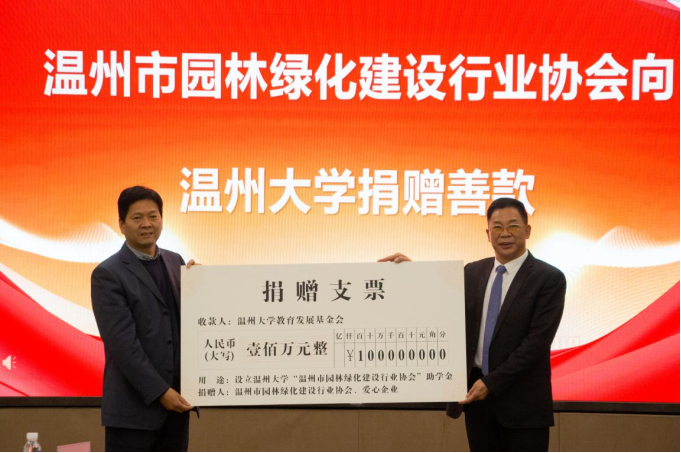 温州市园林绿化建设行业协会向
温州大学捐赠善款
捐赠支票
收款人：温州大学教育发展基金会
人民币
(大写) 壹佰万元整
亿仟百十万千百十元角分
¥100000000
用　途：设立温州大学“温州市园林绿化建设行业协会”助学金
捐赠人：温州市园林绿化建设行业协会、爱心企业